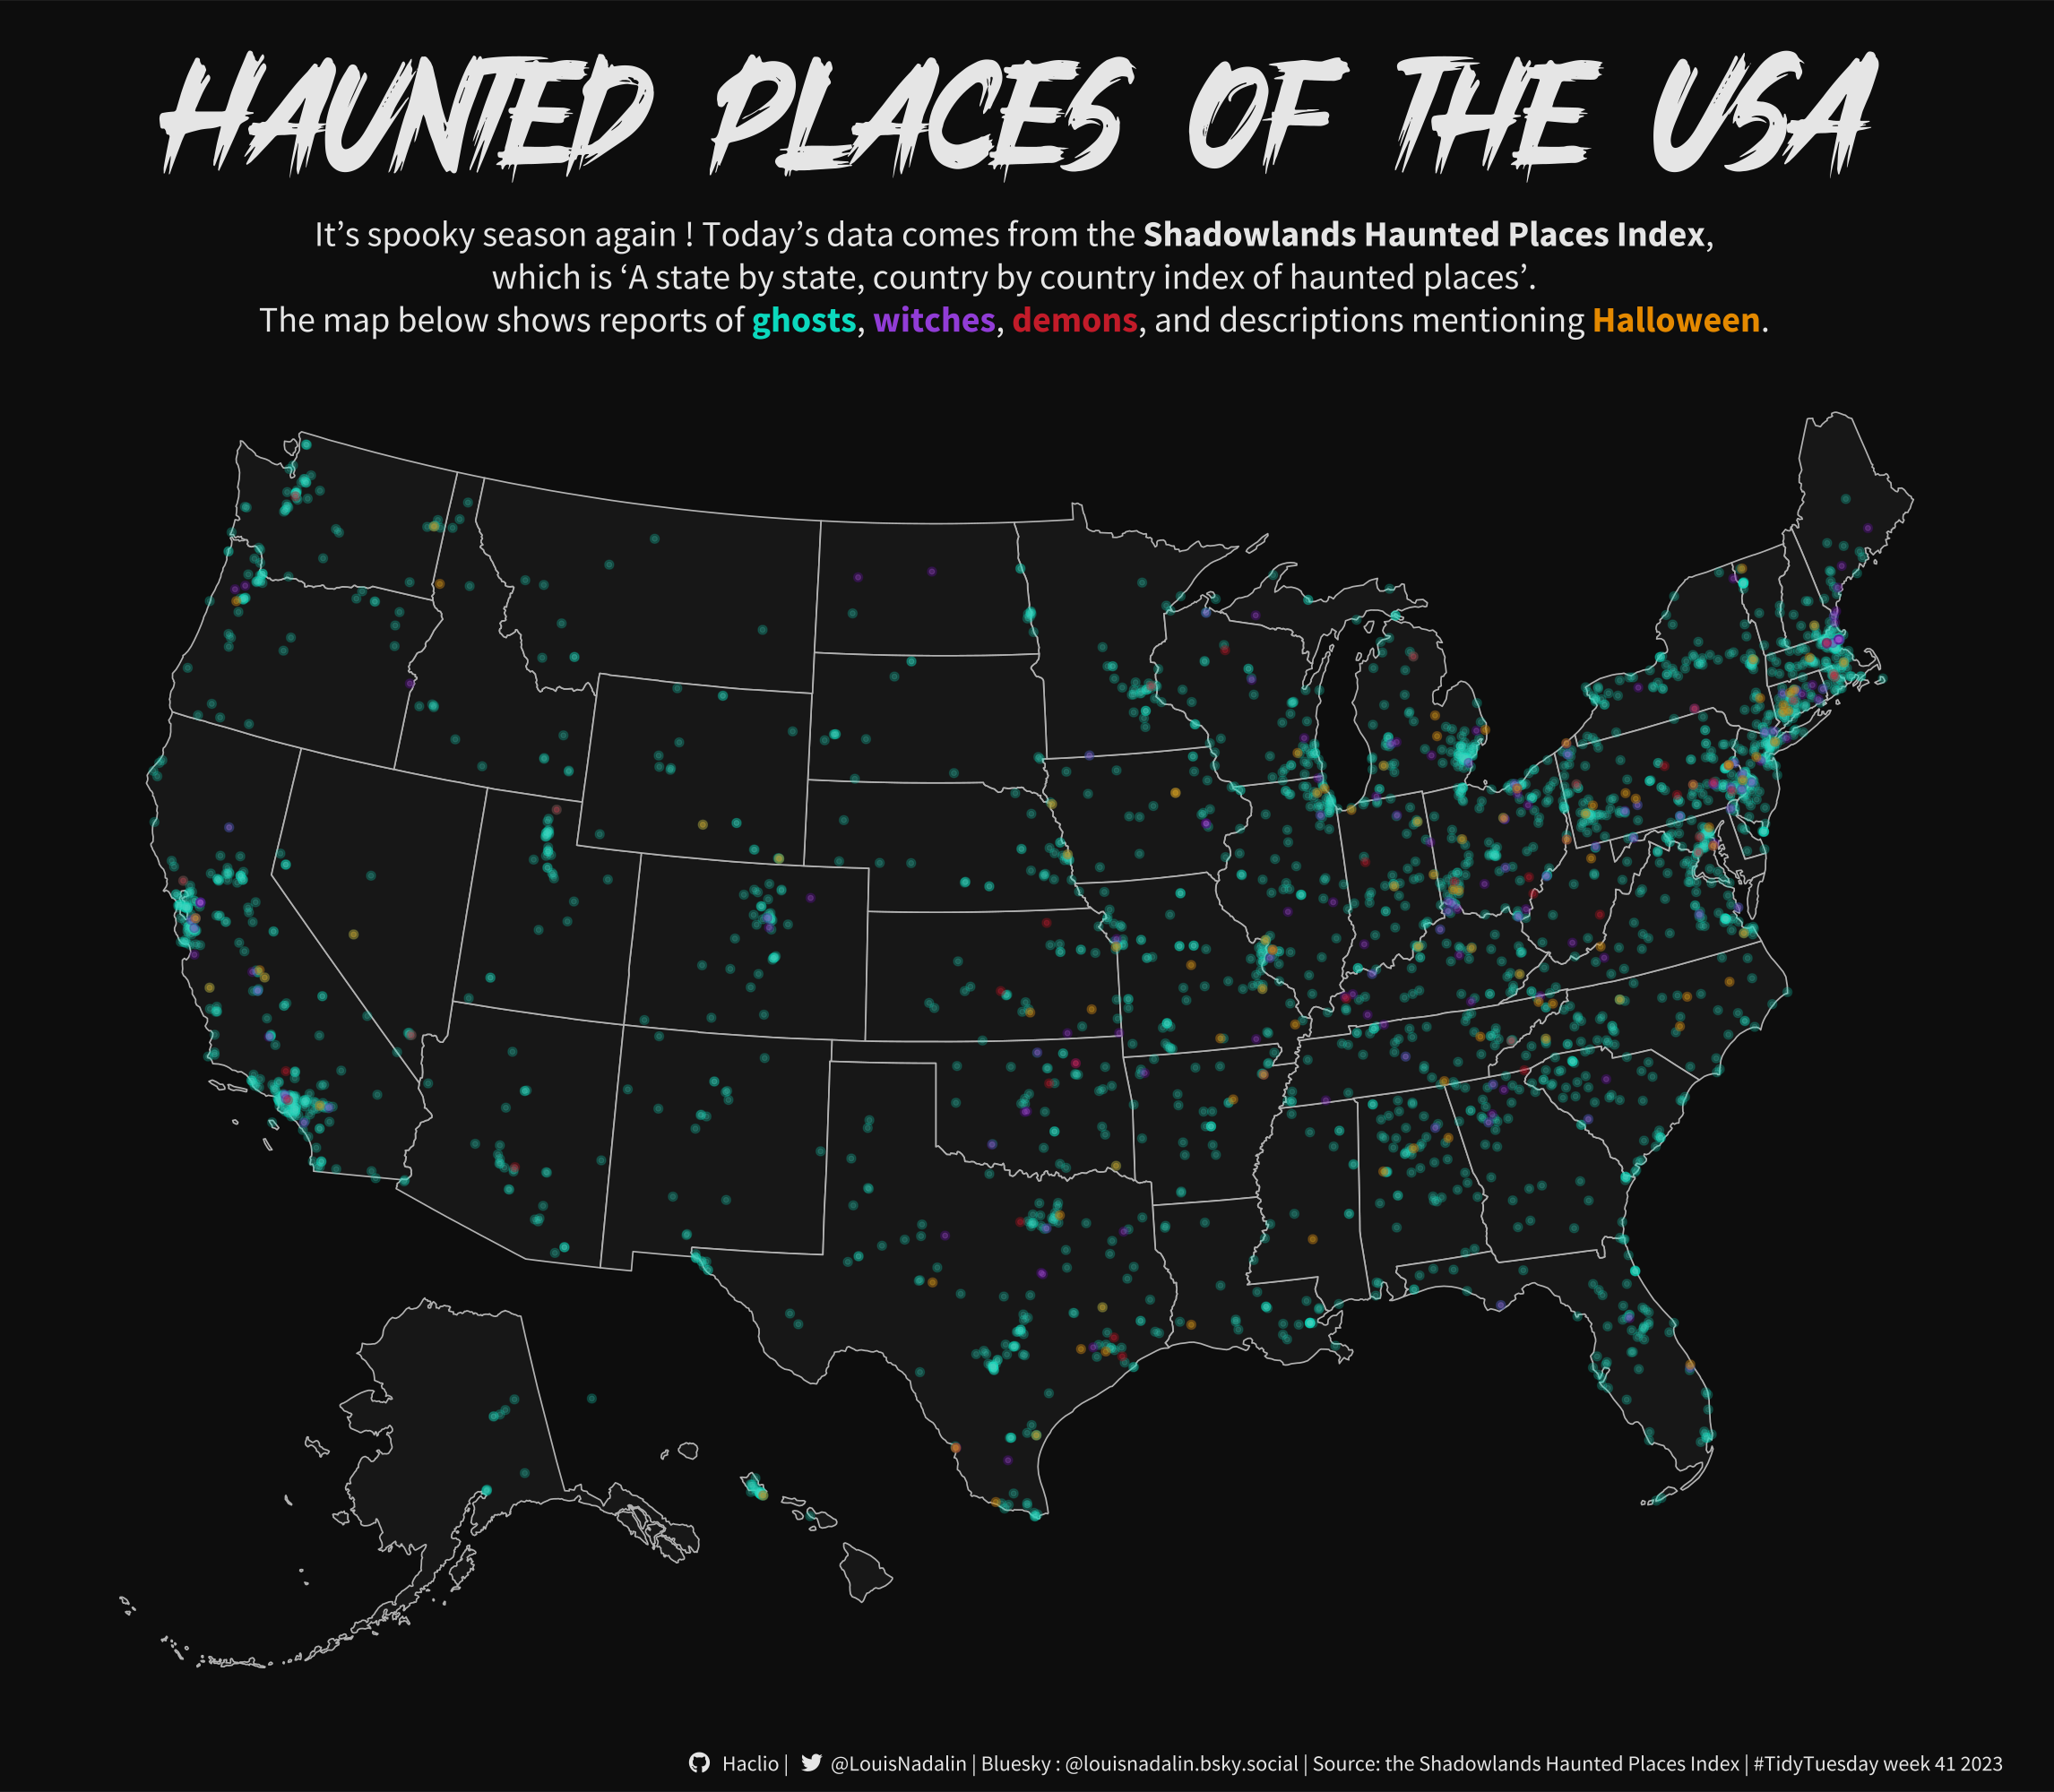 HAUNTED PLACES OF THE USA
It’s spooky season again ! Today’s data comes from the Shadowlands Haunted Places Index,
which is ‘A state by state, country by country index of haunted places’.
The map below shows reports of ghosts, witches, demons, and descriptions mentioning Halloween.
Haclio | @LouisNadalin | Bluesky : @louisnadalin.bsky.social | Source: the Shadowlands Haunted Places Index | #TidyTuesday week 41 2023